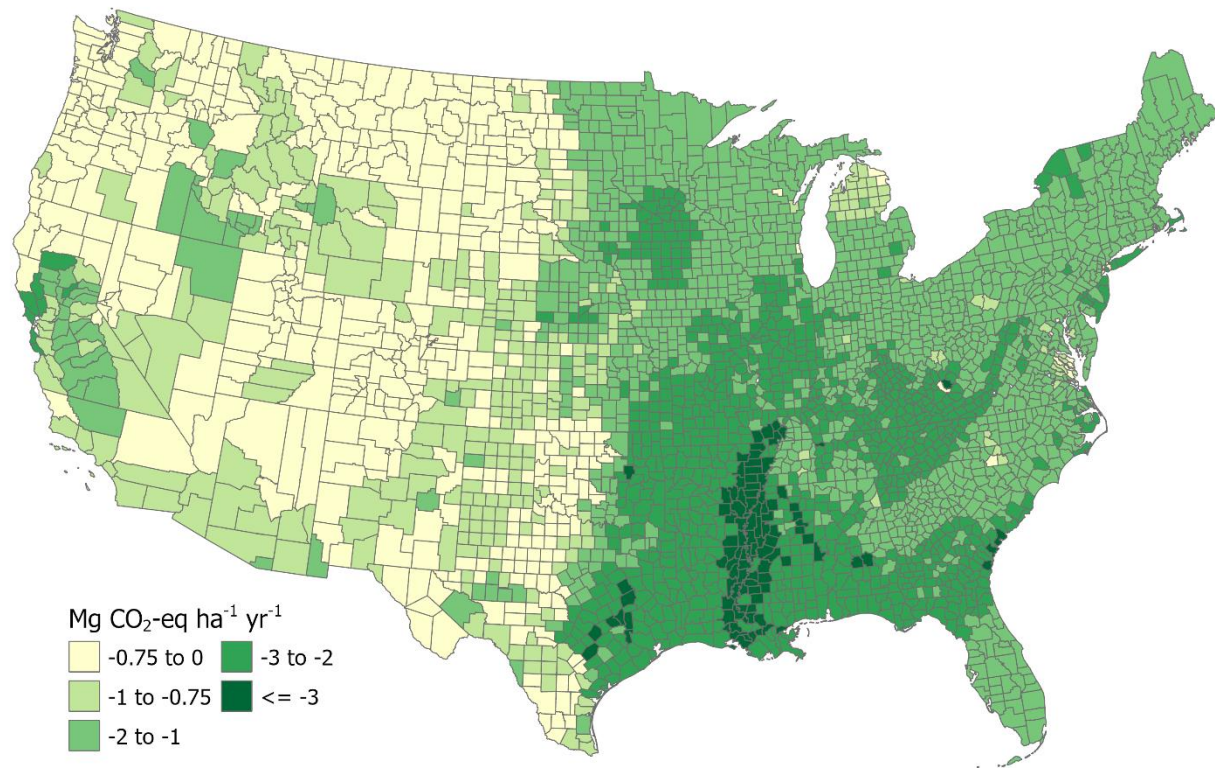 Mg CO₂-eq ha⁻¹ yr⁻¹
-0.75 to 0
-1 to -0.75
-2 to -1
-3 to -2
<= -3